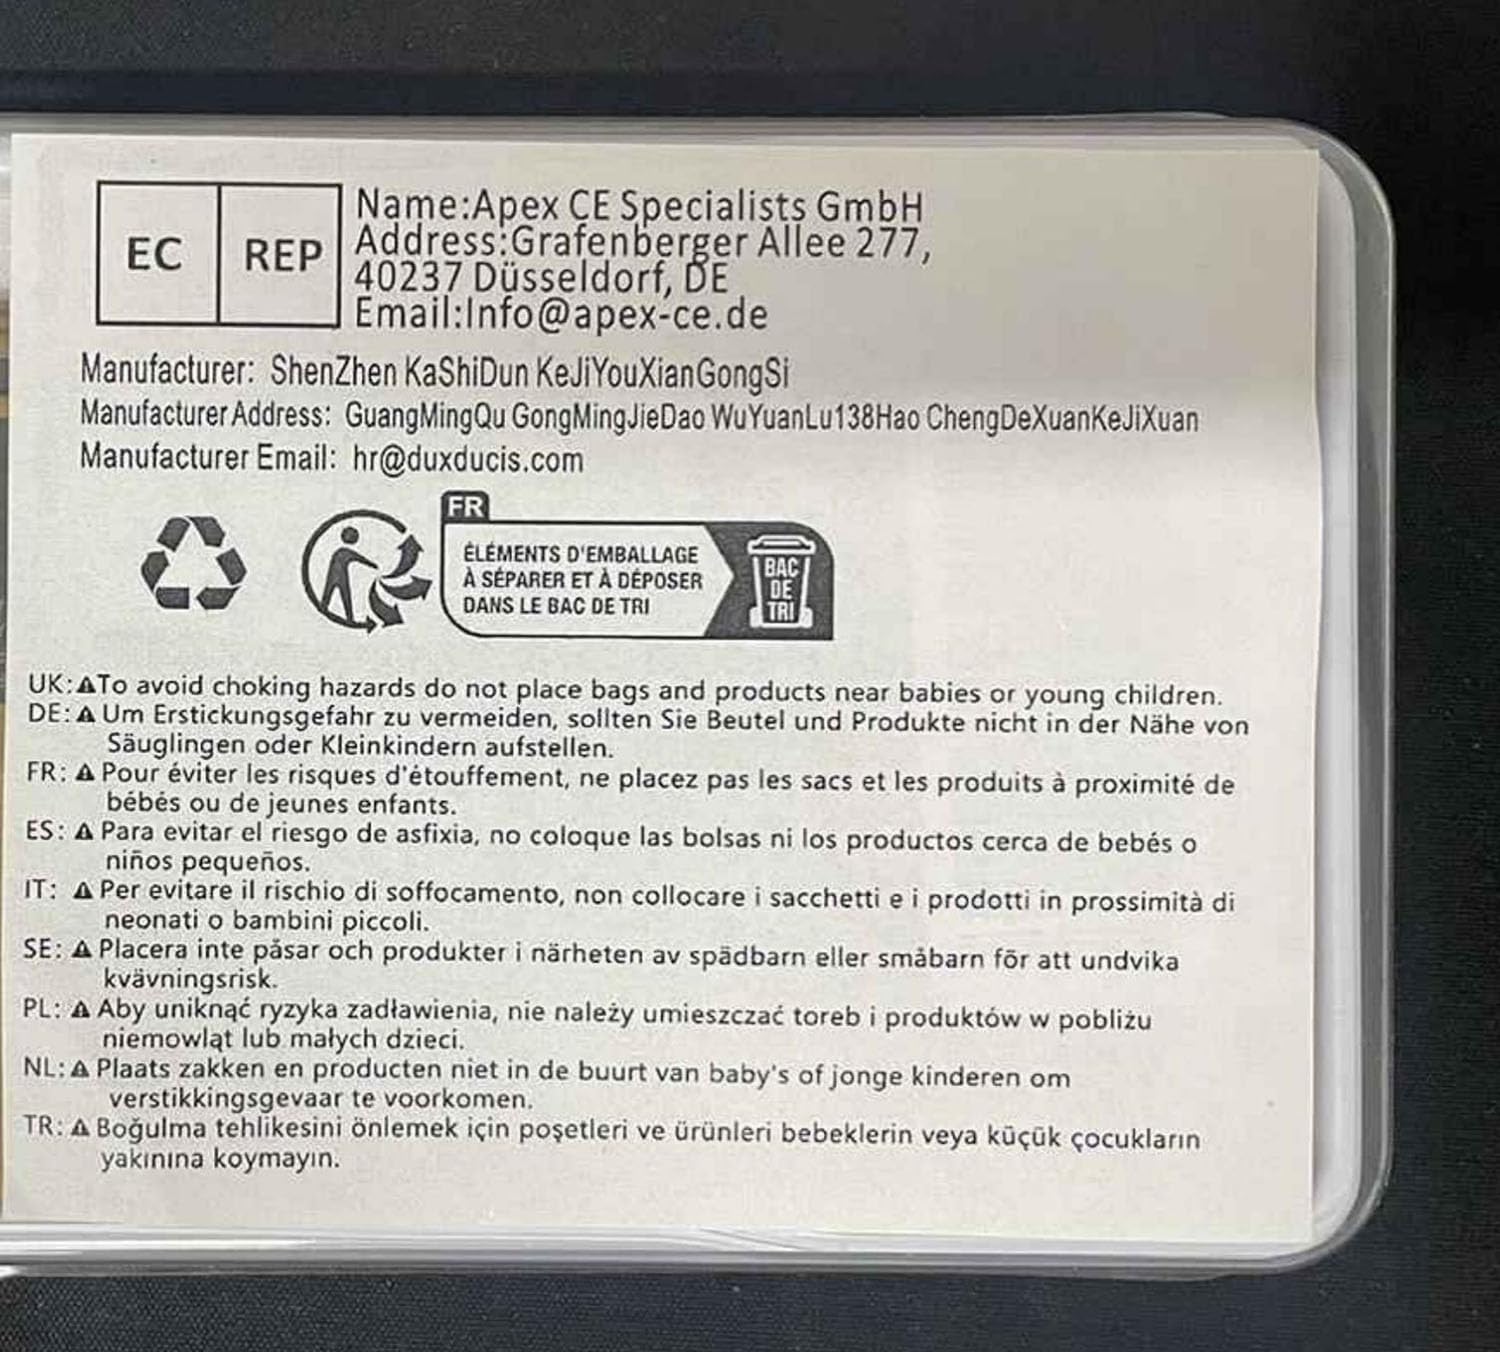 EC REP
Name:Apex CE Specialists GmbH
Address:Grafenberger Allee 277,
40237 Düsseldorf, DE
Email:Info@apex-ce.de
Manufacturer: ShenZhen KaShiDun KeJiYouXianGongSi
Manufacturer Address: GuangMingQu GongMingJieDao WuYuanLu138Hao ChengDeXuanKeJiXuan
Manufacturer Email: hr@duxducis.com
FR
ÉLÉMENTS D'EMBALLAGE
À SÉPARER ET À DÉPOSER
DANS LE BAC DE TRI
BAC
DE
TRI
UK:⚠To avoid choking hazards do not place bags and products near babies or young children.
DE:⚠Um Erstickungsgefahr zu vermeiden, sollten Sie Beutel und Produkte nicht in der Nähe von
Säuglingen oder Kleinkindern aufstellen.
FR:⚠Pour éviter les risques d'étouffement, ne placez pas les sacs et les produits à proximité de
bébés ou de jeunes enfants.
ES:⚠Para evitar el riesgo de asfixia, no coloque las bolsas ni los productos cerca de bebés o
niños pequeños.
IT:⚠Per evitare il rischio di soffocamento, non collocare i sacchetti e i prodotti in prossimità di
neonati o bambini piccoli.
SE:⚠Placera inte påsar och produkter i närheten av spädbarn eller småbarn för att undvika
kvävningsrisk.
PL:⚠Aby uniknąć ryzyka zadławienia, nie należy umieszczać toreb i produktów w pobliżu
niemowląt lub małych dzieci.
NL:⚠Plaats zakken en producten niet in de buurt van baby's of jonge kinderen om
verstikkingsgevaar te voorkomen.
TR:⚠Boğulma tehlikesini önlemek için poşetleri ve ürünleri bebeklerin veya küçük çocukların
yakınına koymayın.